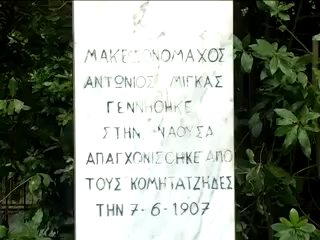 ΜΑΚΕΔΟΝΟΜΑΧΟΣ
ΑΝΤΩΝΙΟΣ ΜΙΓΚΑΣ
ΓΕΝΝΗΘΗΚΕ
ΣΤΗΝ ΝΑΟΥΣΑ
ΑΠΑΓΧΟΝΙΣΘΗΚΕ ΑΠΟ
ΤΟΥΣ ΚΟΜΗΤΑΤΖΗΔΕΣ
ΤΗΝ 7-6-1907